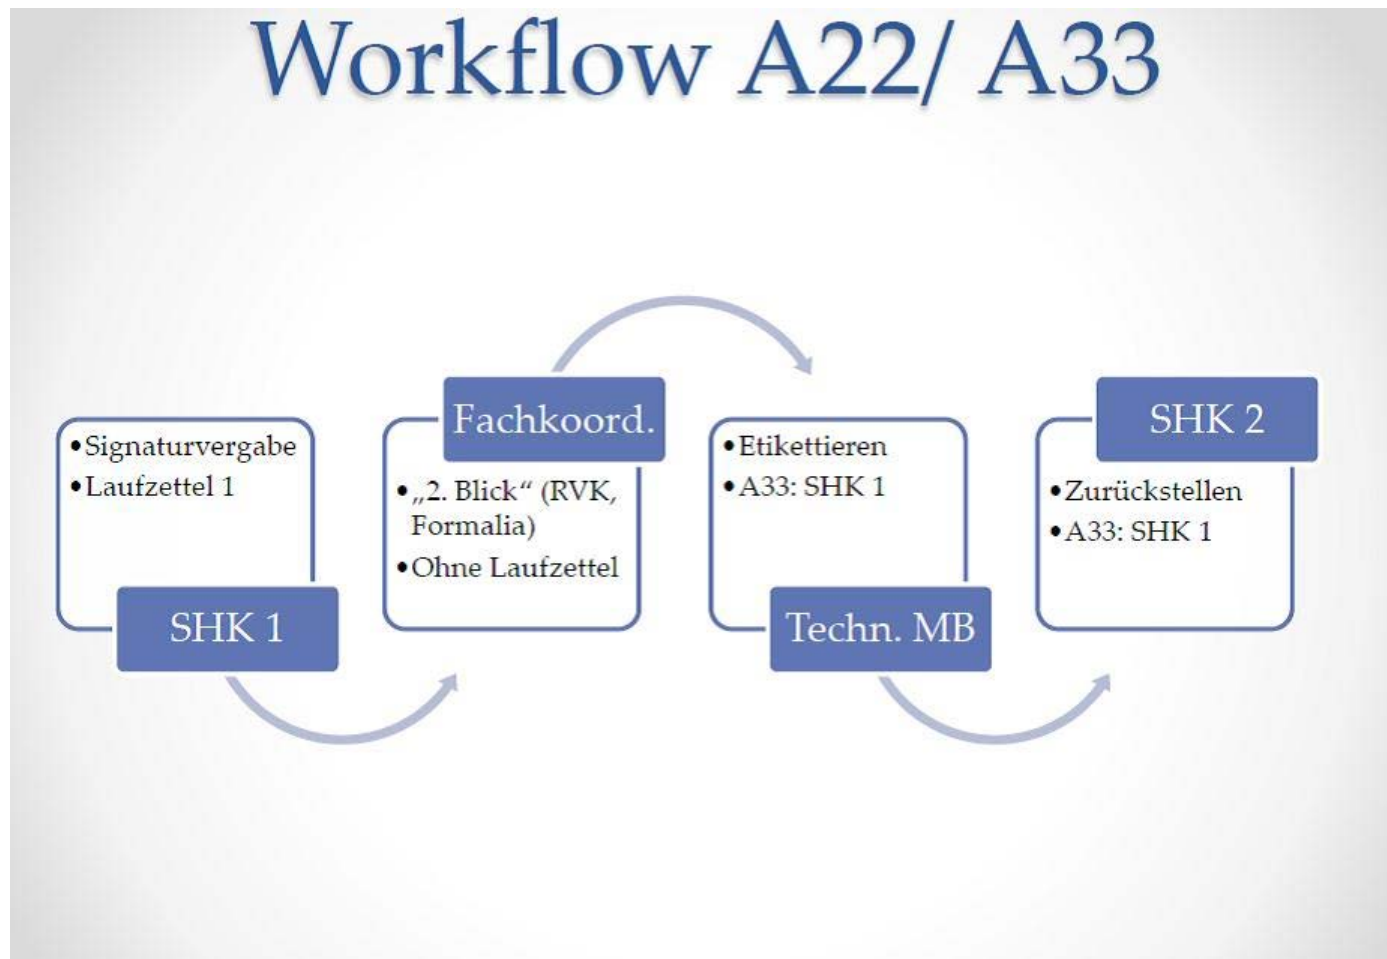 Workflow A22/ A33
•Signaturvergabe
•Laufzettel 1
SHK 1
Fachkoord.
•„2. Blick“ (RVK,
Formalia)
•Ohne Laufzettel
•Etikettieren
•A33: SHK 1
Techn. MB
SHK 2
•Zurückstellen
•A33: SHK 1